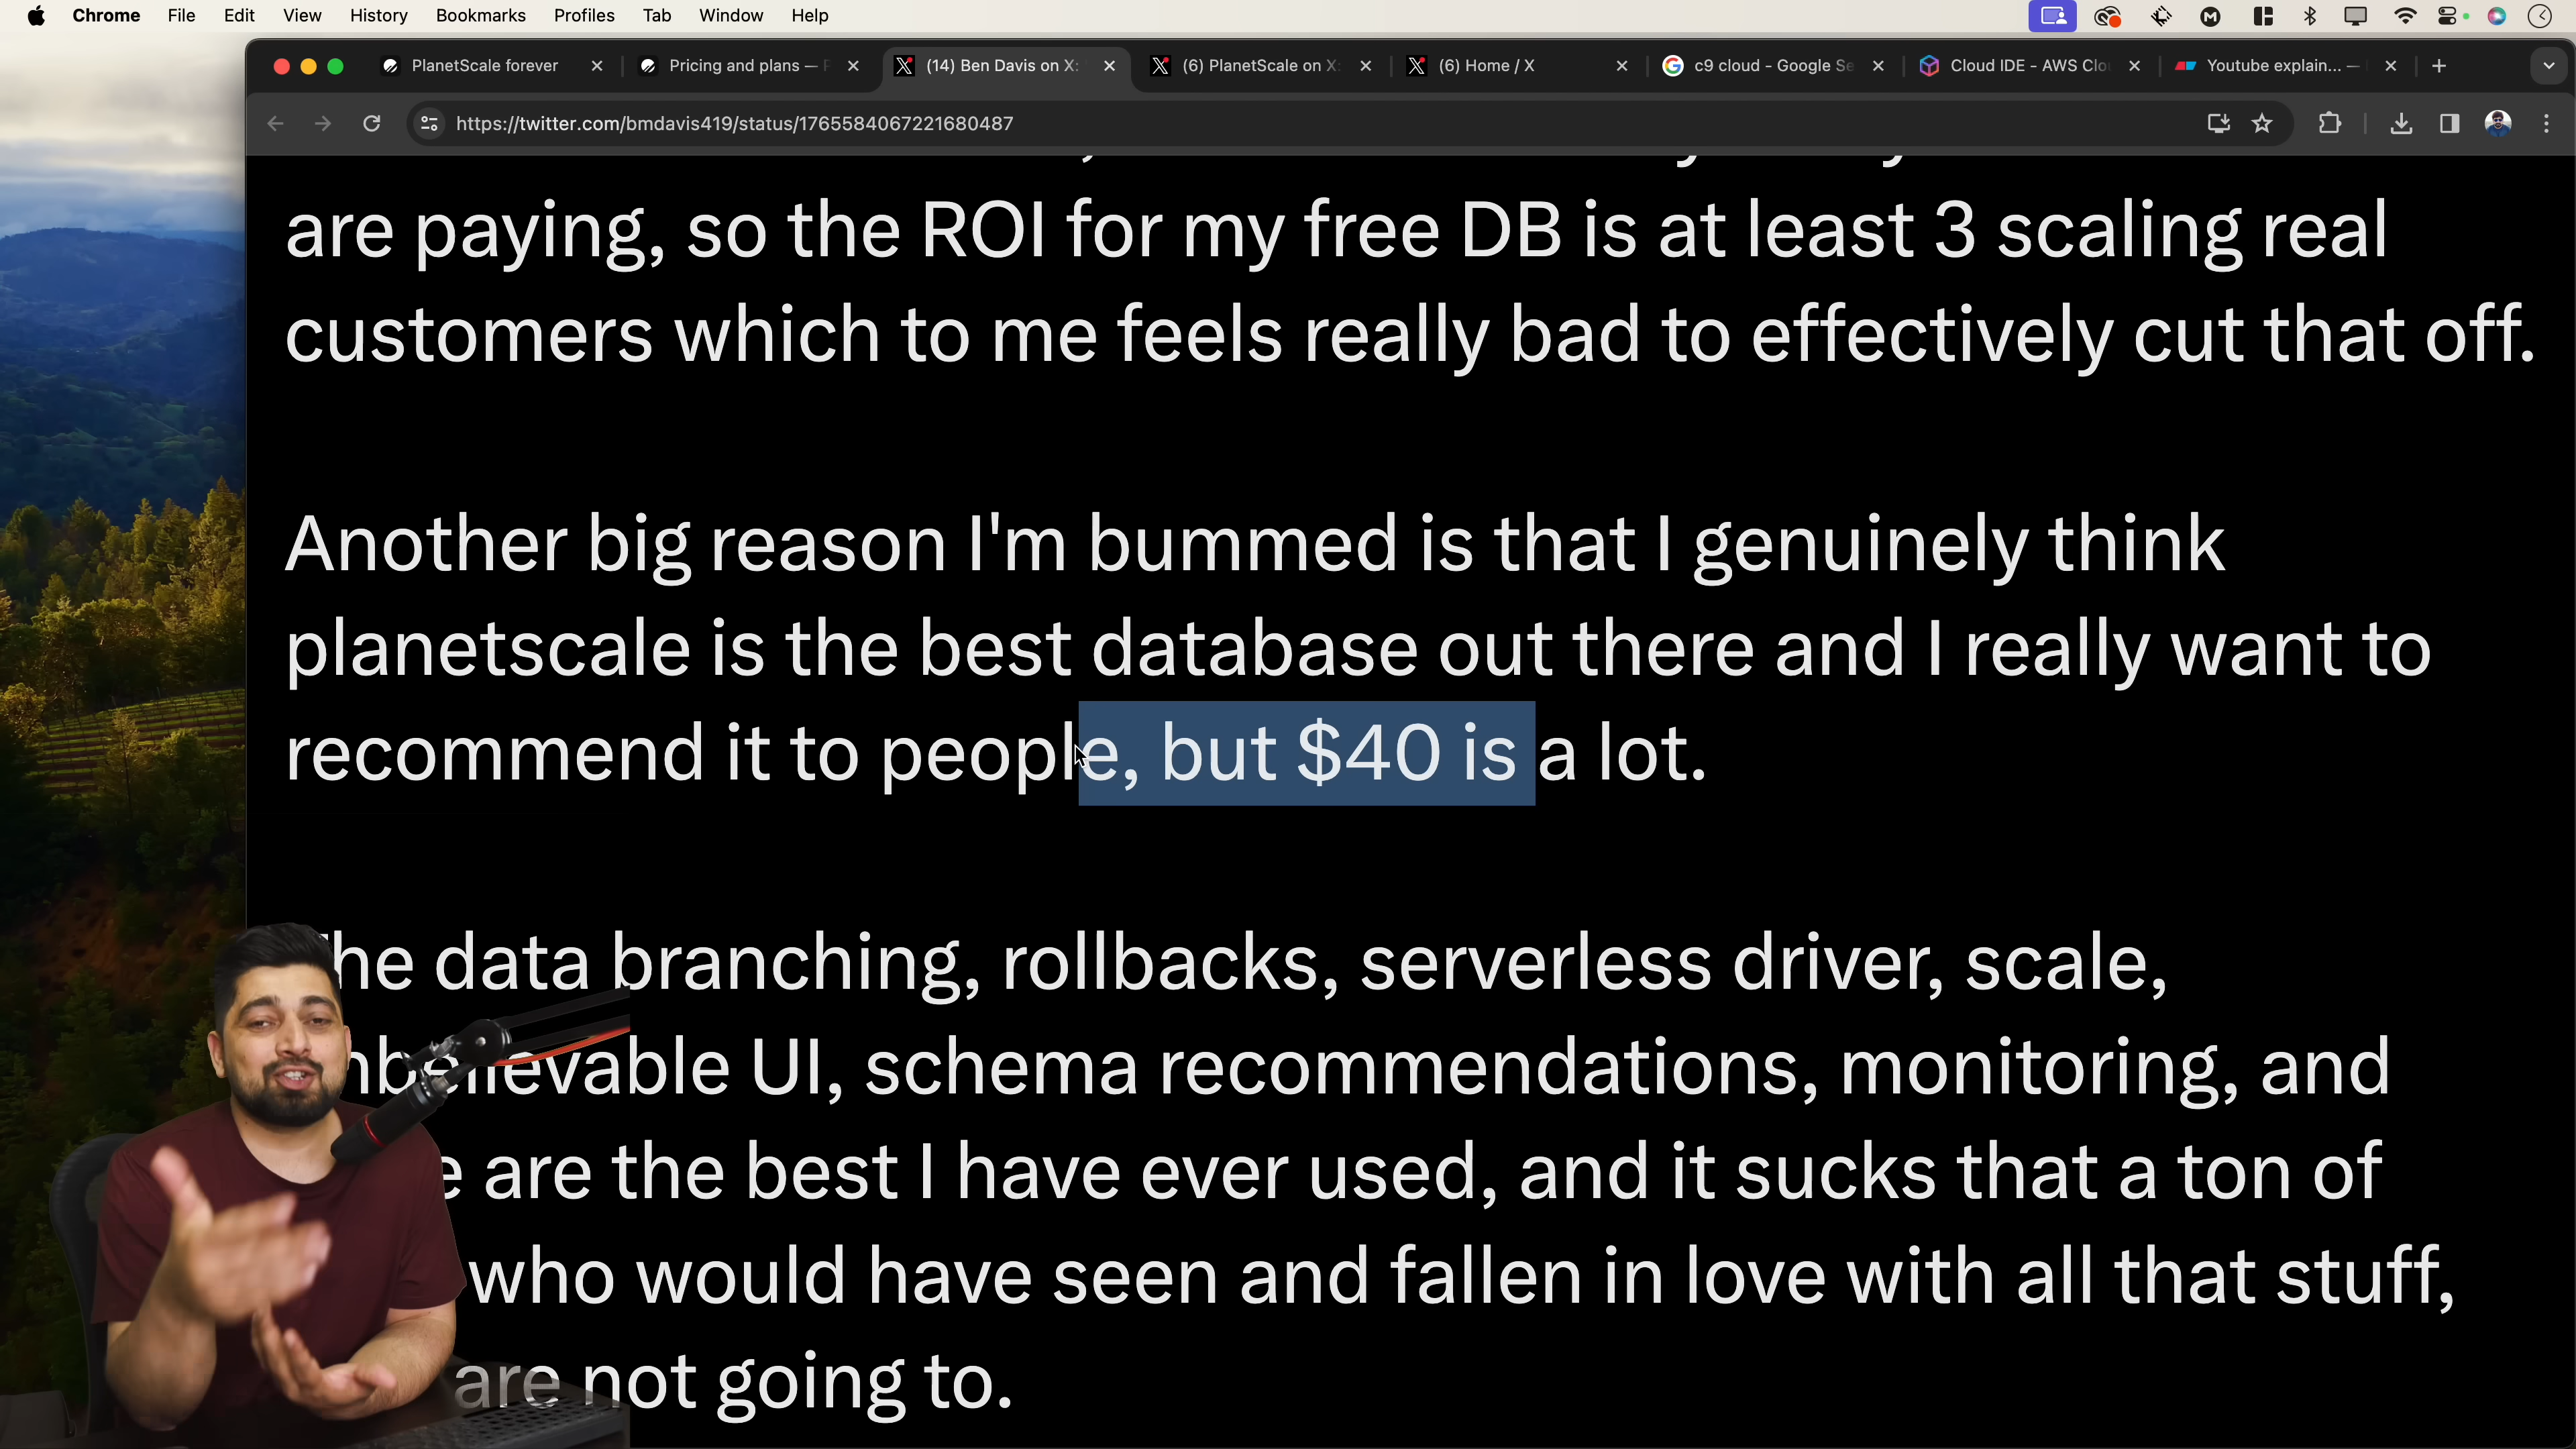 Chrome File Edit View History Bookmarks Profiles Tab Window Help
PlanetScale forever
Pricing and plans —
(14) Ben Davis on X:
(6) PlanetScale on X:
(6) Home / X
c9 cloud - Google Se
Cloud IDE - AWS Clo
Youtube explain... —
https://twitter.com/bmdavis419/status/1765584067221680487
are paying, so the ROI for my free DB is at least 3 scaling real
customers which to me feels really bad to effectively cut that off.
Another big reason I'm bummed is that I genuinely think
planetscale is the best database out there and I really want to
recommend it to people, but $40 is a lot.
he data branching, rollbacks, serverless driver, scale,
nbelievable UI, schema recommendations, monitoring, and
e are the best I have ever used, and it sucks that a ton of
who would have seen and fallen in love with all that stuff,
are not going to.